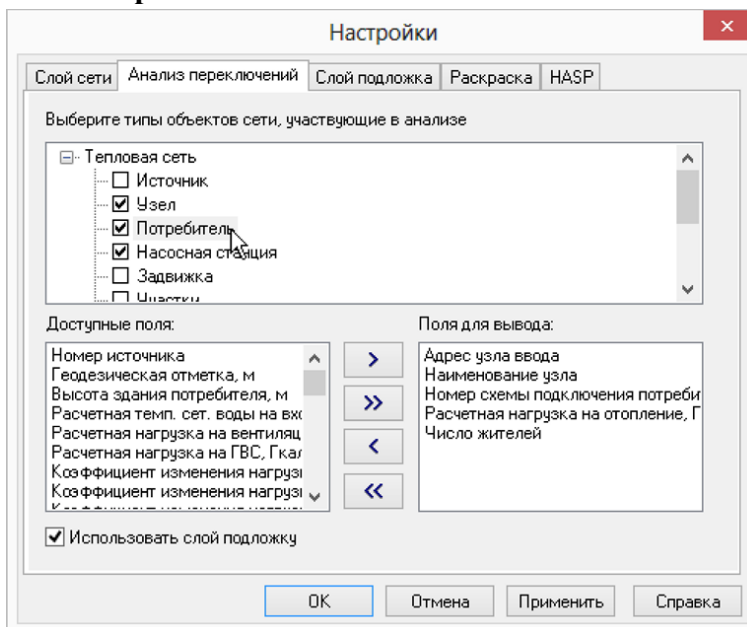 Настройки
Слой сети Анализ переключений Слой подложка Раскраска HASP
Выберите типы объектов сети, участвующие в анализе
Тепловая сеть
Источник
Узел
Потребитель
Насосная станция
Задвижка
Участки
Доступные поля:
Номер источника
Геодезическая отметка, м
Высота здания потребителя, м
Расчетная темп. сет. воды на вхо
Расчетная нагрузка на вентиляц
Расчетная нагрузка на ГВС, Гкал
Коэффициент изменения нагрузк
Коэффициент изменения нагрузк
>
>>
<
<<
Поля для вывода:
Адрес узла ввода
Наименование узла
Номер схемы подключения потреби
Расчетная нагрузка на отопление, Г
Число жителей
Использовать слой подложку
OK Отмена Применить Справка